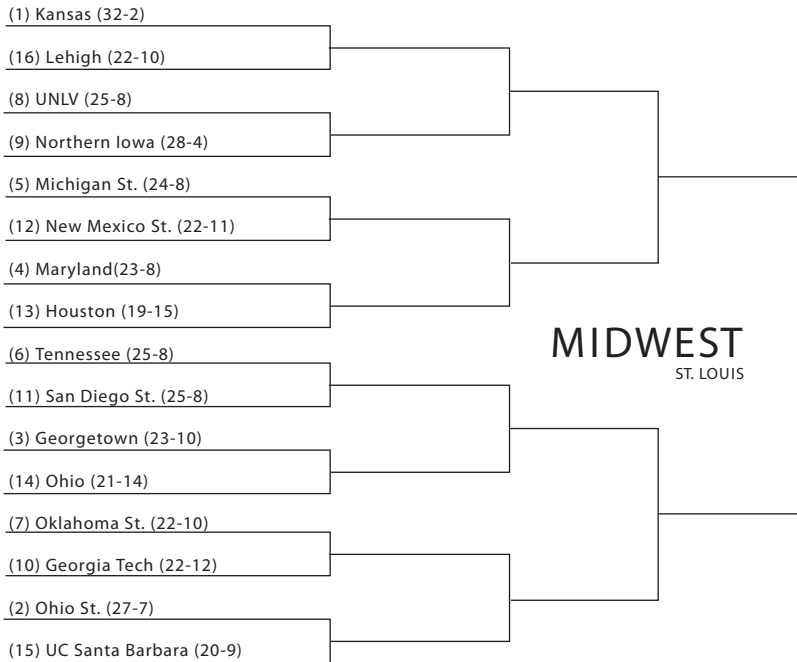 (1) Kansas (32-2)
(16) Lehigh (22-10)
(8) UNLV (25-8)
(9) Northern Iowa (28-4)
(5) Michigan St. (24-8)
(12) New Mexico St. (22-11)
(4) Maryland(23-8)
(13) Houston (19-15)
MIDWEST
ST. LOUIS
(6) Tennessee (25-8)
(11) San Diego St. (25-8)
(3) Georgetown (23-10)
(14) Ohio (21-14)
(7) Oklahoma St. (22-10)
(10) Georgia Tech (22-12)
(2) Ohio St. (27-7)
(15) UC Santa Barbara (20-9)